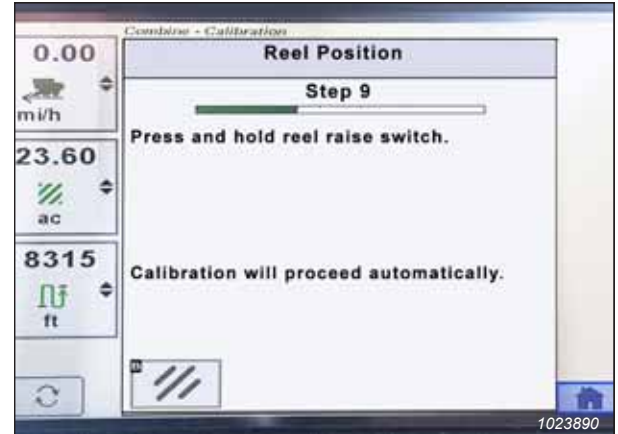 Combine - Calibration
Reel Position
0.00
mi/h
Step 9
Press and hold reel raise switch.
23.60
ac
8315
ft
Calibration will proceed automatically.
1023890